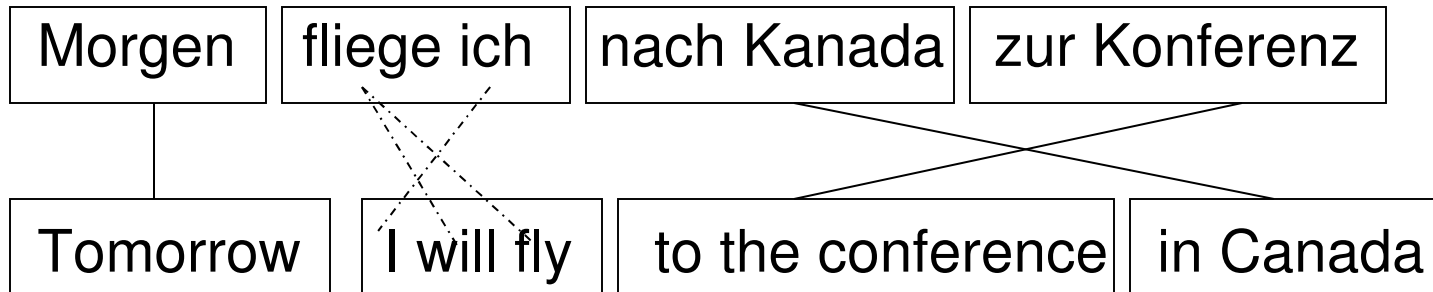 Morgen fliege ich nach Kanada zur Konferenz
Tomorrow I will fly to the conference in Canada